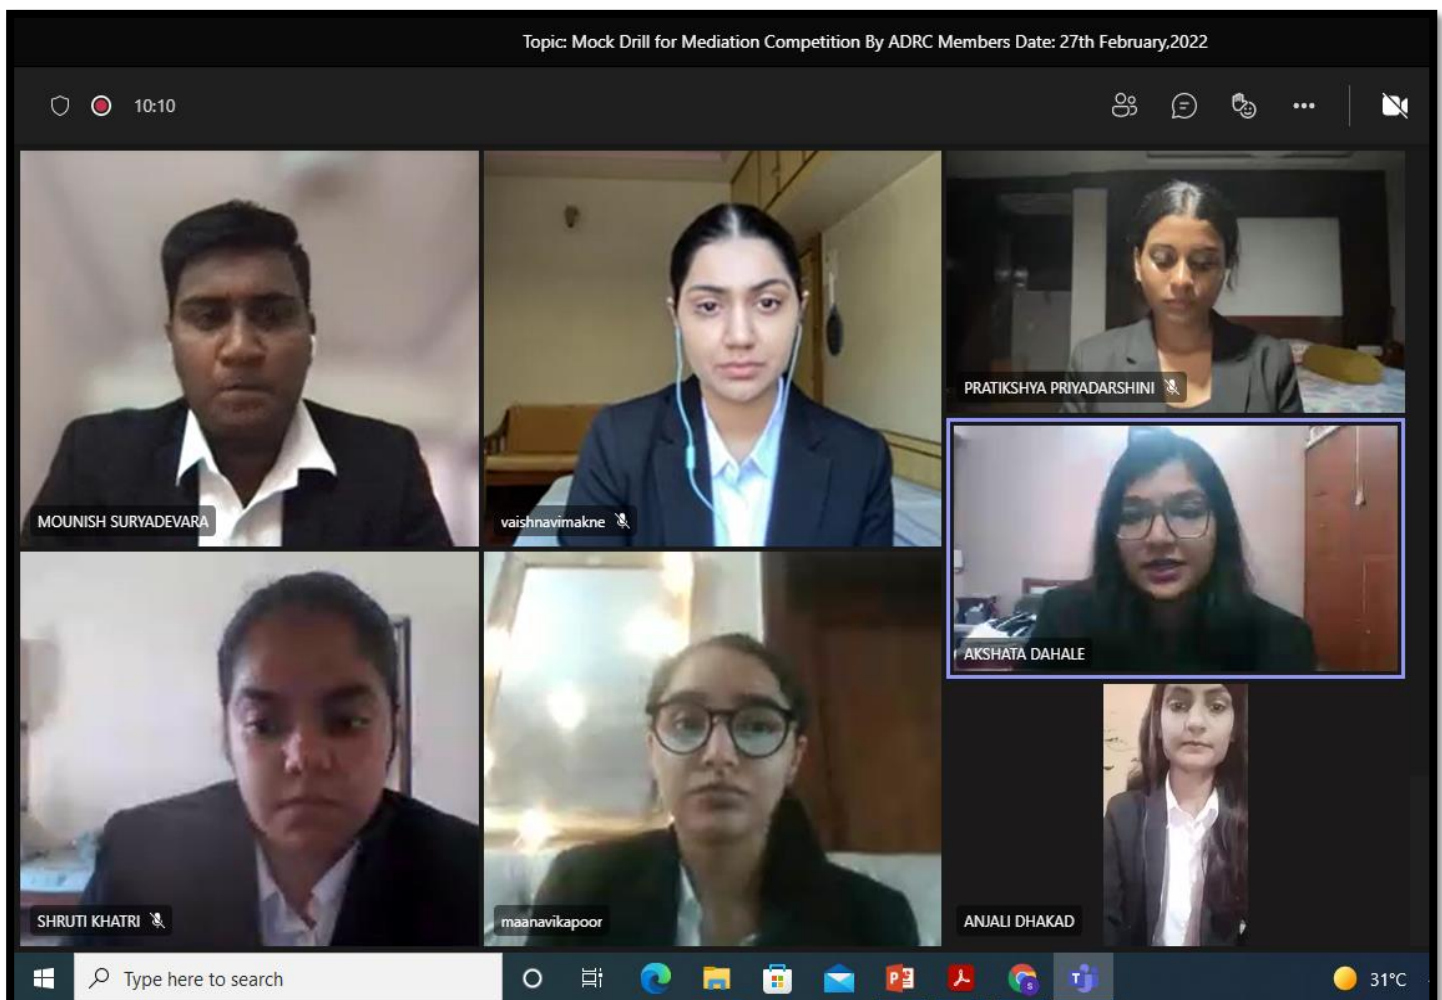 Topic: Mock Drill for Mediation Competition By ADRC Members Date: 27th February,2022
10:10
MOUNISH SURYADEVARA
vaishnavimakne
PRATIKSHYA PRIYADARSHINI
AKSHATA DAHALE
SHRUTI KHATRI
maanavikapoor
ANJALI DHAKAD
Type here to search
31°C